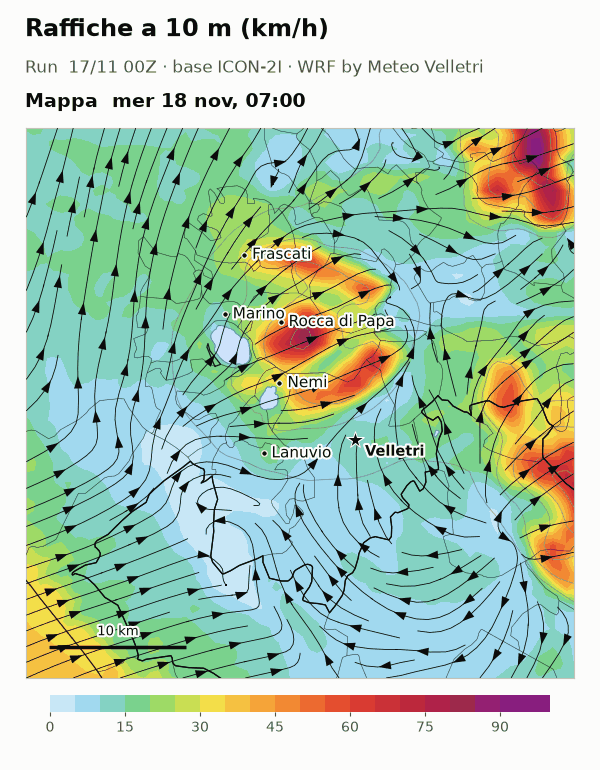 Raffiche a 10 m (km/h)
Run  17/11 00Z · base ICON-2I · WRF by Meteo Velletri
Mappa  mer 18 nov, 07:00
Frascati
Marino
Rocca di Papa
Nemi
Lanuvio
Velletri
10 km
0 15 30 45 60 75 90